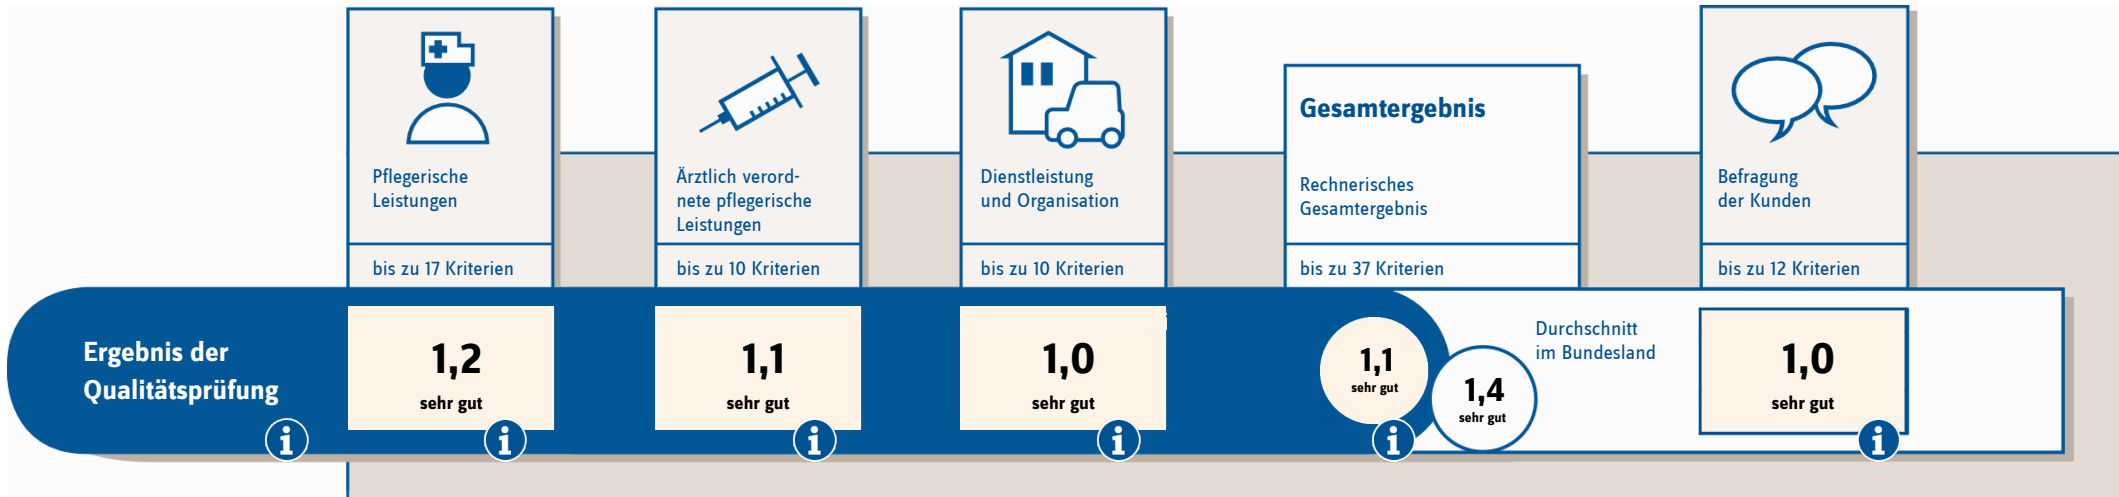 Pflegerische
Leistungen
bis zu 17 Kriterien
Ärztlich verord-
nete pflegerische
Leistungen
bis zu 10 Kriterien
Dienstleistung
und Organisation
bis zu 10 Kriterien
Gesamtergebnis
Rechnerisches
Gesamtergebnis
bis zu 37 Kriterien
Befragung
der Kunden
bis zu 12 Kriterien
Ergebnis der
Qualitätsprüfung
i
1,2
sehr gut
i
1,1
sehr gut
i
1,0
sehr gut
i
1,1
sehr gut
i
1,4
sehr gut
Durchschnitt
im Bundesland
1,0
sehr gut
i